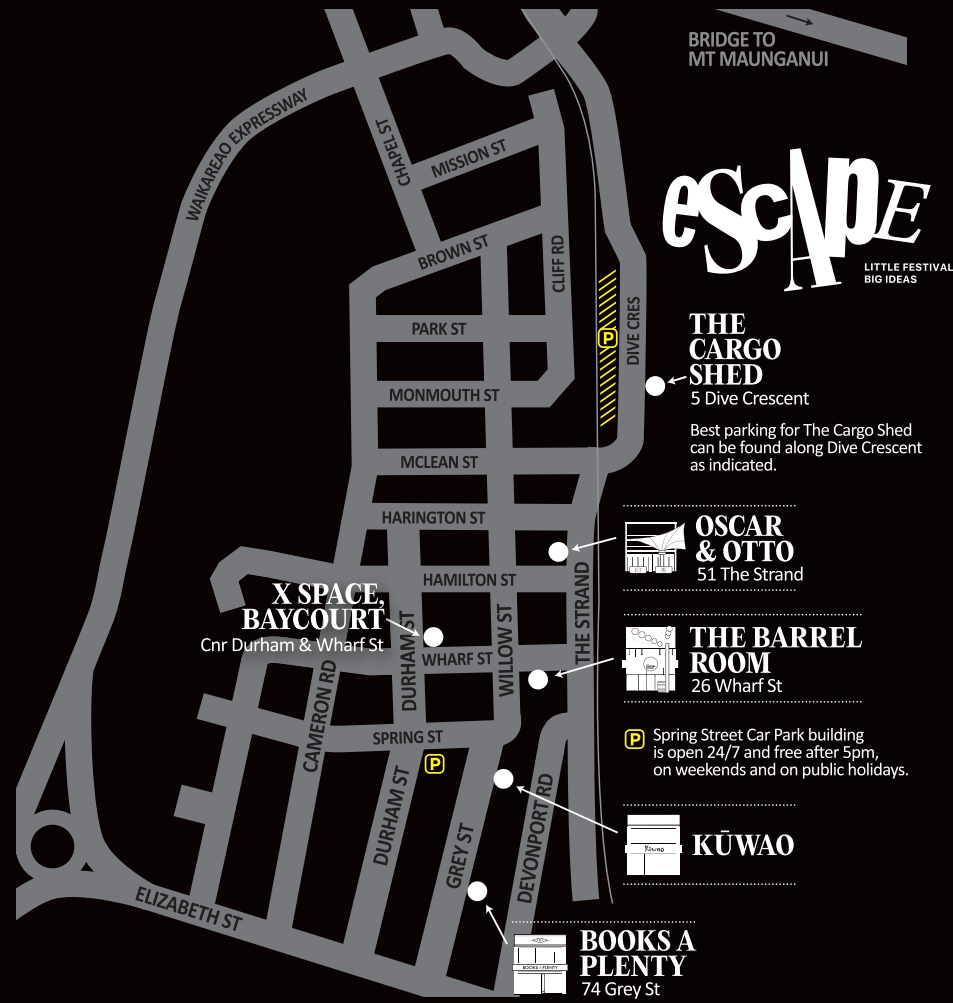 BRIDGE TO
MT MAUNGANUI
WAIKAREAO EXPRESSWAY
CHAPEL ST
MISSION ST
escAPE
LITTLE FESTIVAL
BIG IDEAS
BROWN ST
CLIFF RD
PARK ST
DIVE CRES
P
THE
CARGO
SHED
5 Dive Crescent
MONMOUTH ST
Best parking for The Cargo Shed
can be found along Dive Crescent
as indicated.
MCLEAN ST
HARINGTON ST
OSCAR
& OTTO
51 The Strand
HAMILTON ST
THE STRAND
X SPACE,
BAYCOURT
Cnr Durham & Wharf St
DURHAM ST
WILLOW ST
WHARF ST
THE BARREL
ROOM
26 Wharf St
CAMERON RD
SPRING ST
P
P
Spring Street Car Park building
is open 24/7 and free after 5pm,
on weekends and on public holidays.
DURHAM ST
GREY ST
DEVONPORT RD
Kūwao
KŪWAO
ELIZABETH ST
BOOKS A PLENTY
BOOKS A
PLENTY
74 Grey St